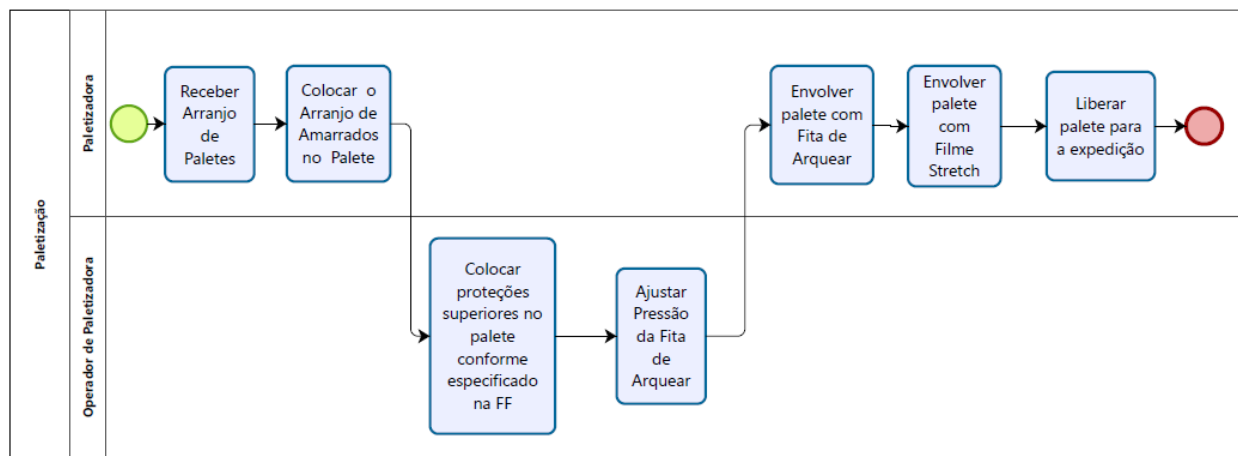 Paletização
Paletizadora
Receber
Arranjo
de
Paletes
Colocar o
Arranjo de
Amarrados
no Palete
Envolver
palete com
Fita de
Arquear
Envolver
palete
com
Filme
Stretch
Liberar
palete para
a expedição
Operador de Paletizadora
Colocar
proteções
superiores no
palete
conforme
especificado
na FF
Ajustar
Pressão
da Fita
de
Arquear